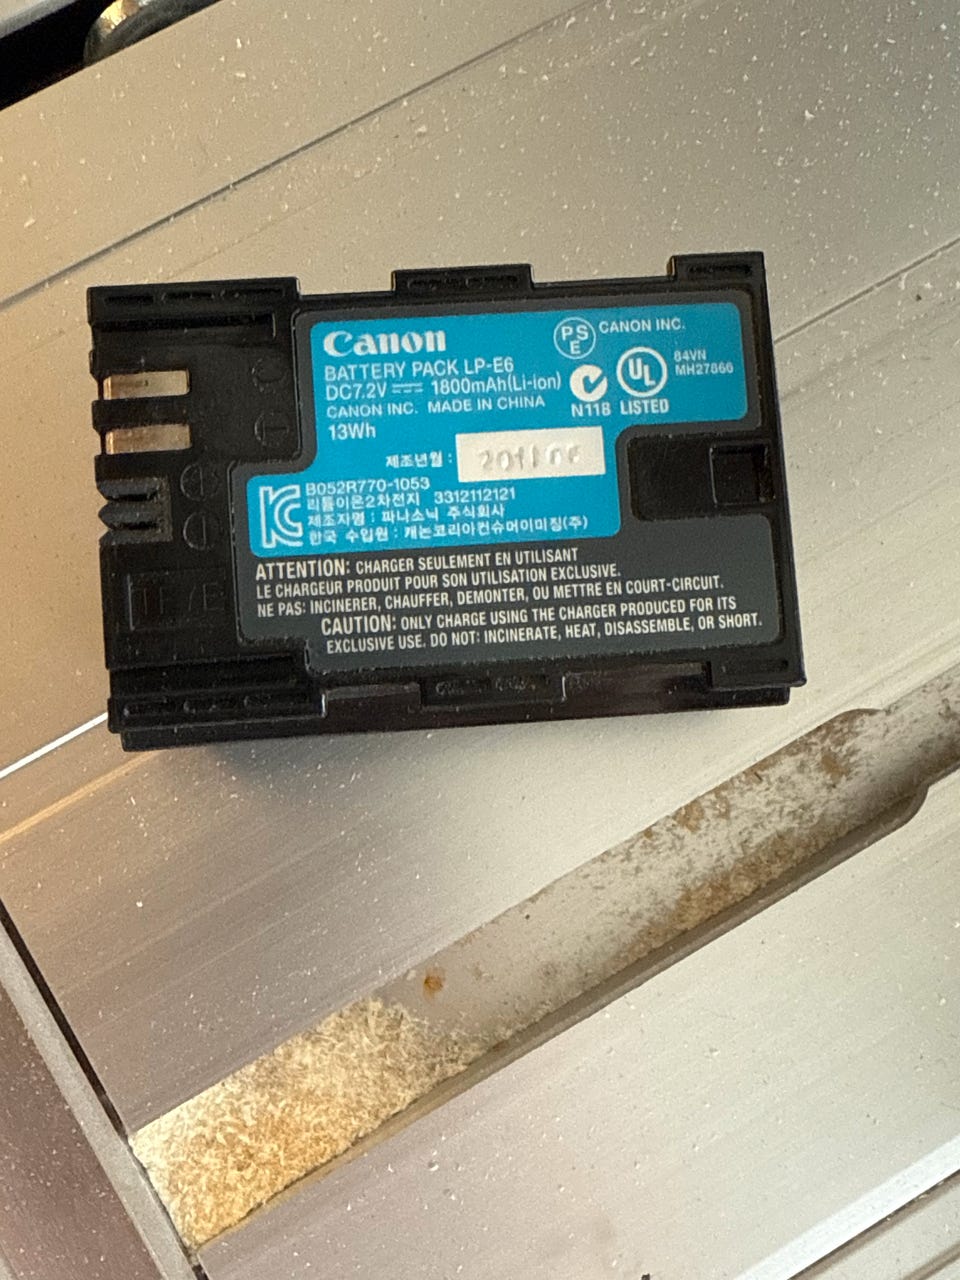 Canon
BATTERY PACK LP-E6
DC7.2V 1800mAh(Li-ion)
CANON INC. MADE IN CHINA
13Wh
PSE CANON INC.
N118
UL
LISTED
84VN
MH27866
제조년월 :
B052R770-1053
리튬이온2차전지 3312112121
제조자명 : 파나소닉 주식회사
한국 수입원 : 캐논코리아컨슈머이미징(주)
ATTENTION: CHARGER SEULEMENT EN UTILISANT
LE CHARGEUR PRODUIT POUR SON UTILISATION EXCLUSIVE.
NE PAS: INCINERER, CHAUFFER, DEMONTER, OU METTRE EN COURT-CIRCUIT.
CAUTION: ONLY CHARGE USING THE CHARGER PRODUCED FOR ITS
EXCLUSIVE USE. DO NOT: INCINERATE, HEAT, DISASSEMBLE, OR SHORT.